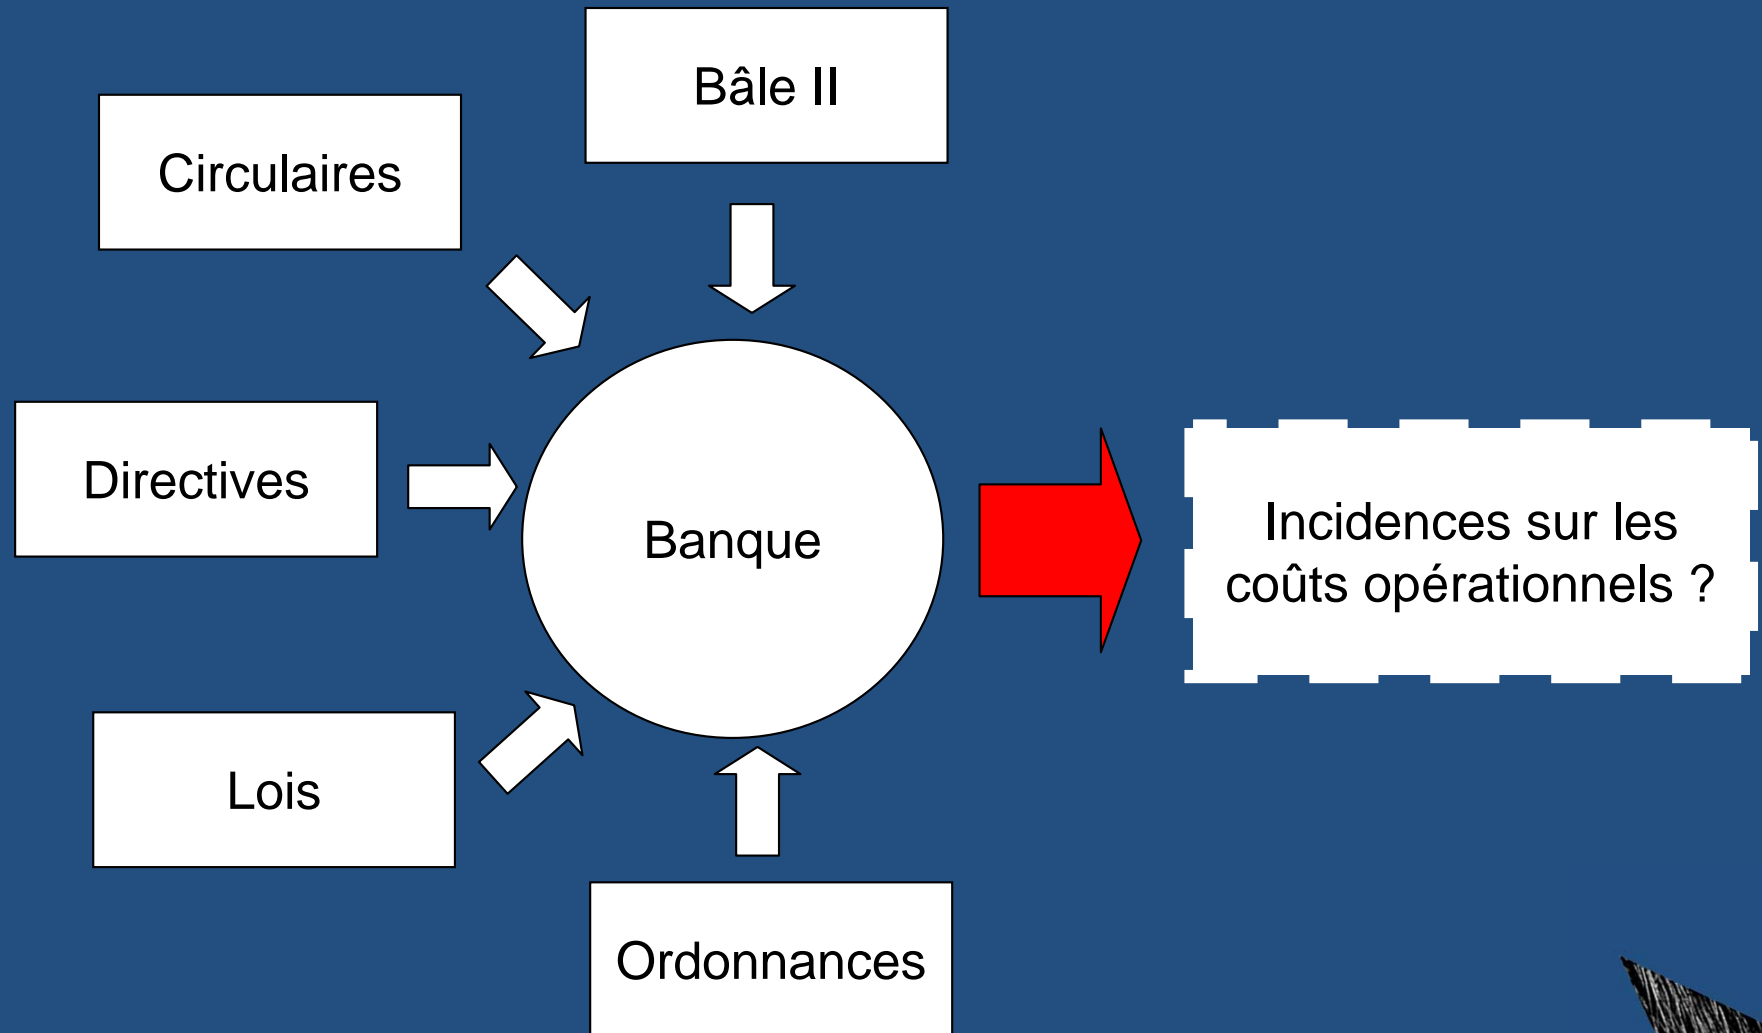 Bâle II
Circulaires
Directives
Banque
Incidences sur les
coûts opérationnels ?
Lois
Ordonnances